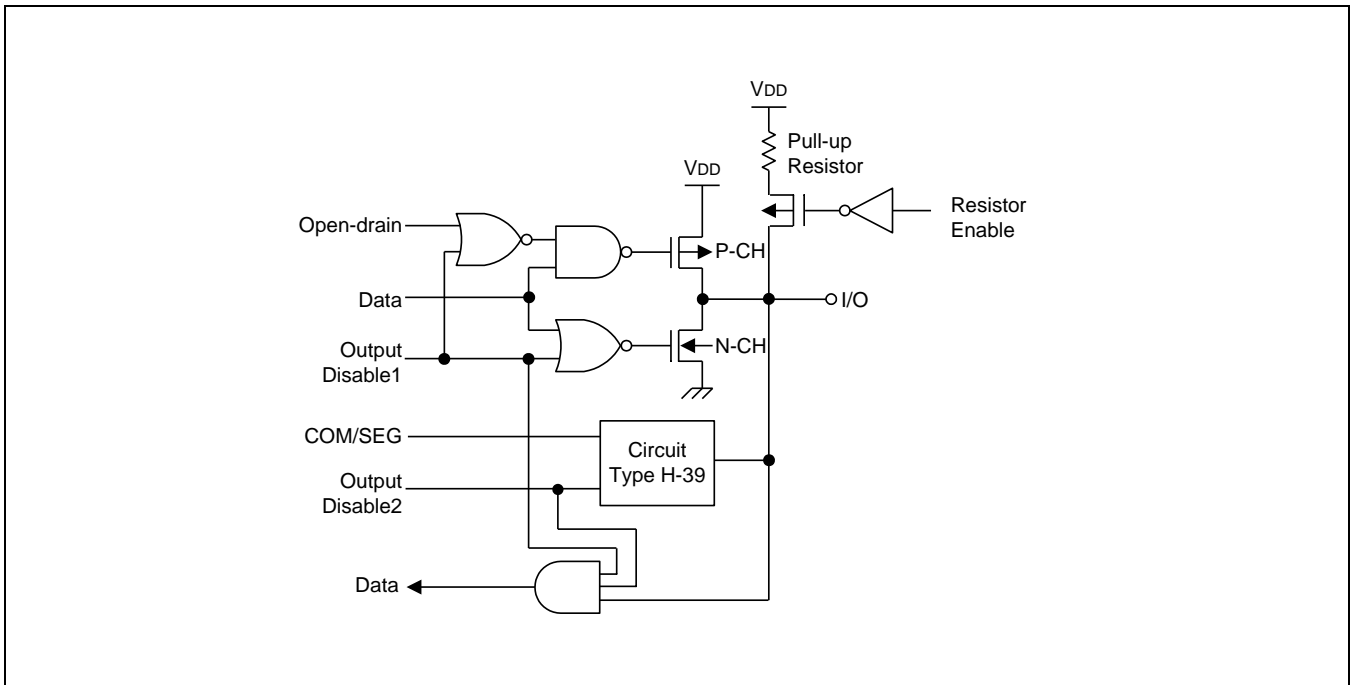 VDD
Pull-up
Resistor
VDD
Resistor
Enable
Open-drain
P-CH
Data
I/O
Output
Disable1
N-CH
COM/SEG
Circuit
Type H-39
Output
Disable2
Data